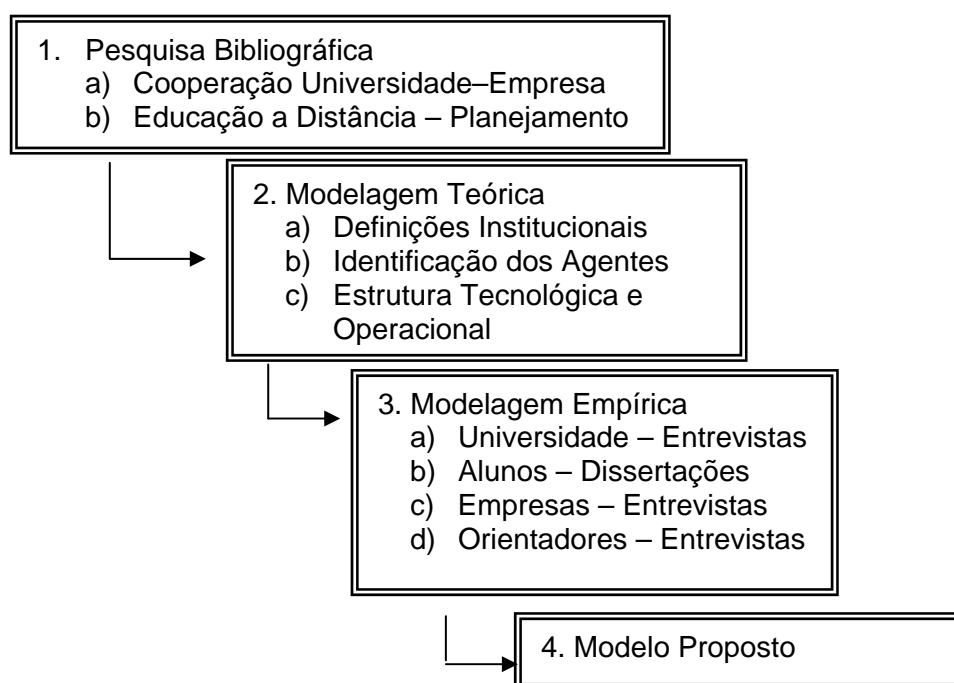 1. Pesquisa Bibliográfica
a) Cooperação Universidade–Empresa
b) Educação a Distância – Planejamento
2. Modelagem Teórica
a) Definições Institucionais
b) Identificação dos Agentes
c) Estrutura Tecnológica e
Operacional
3. Modelagem Empírica
a) Universidade – Entrevistas
b) Alunos – Dissertações
c) Empresas – Entrevistas
d) Orientadores – Entrevistas
4. Modelo Proposto